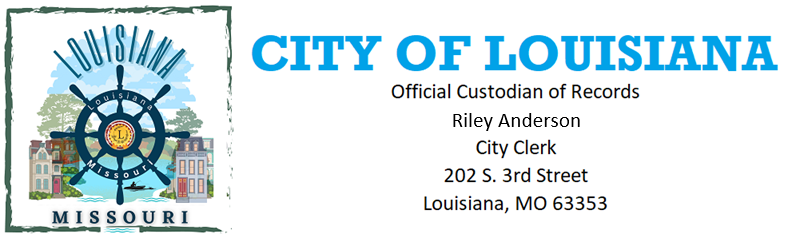 LOUISIANA
Louisiana
L
Missouri
MISSOURI
CITY OF LOUISIANA
Official Custodian of Records
Riley Anderson
City Clerk
202 S. 3rd Street
Louisiana, MO 63353